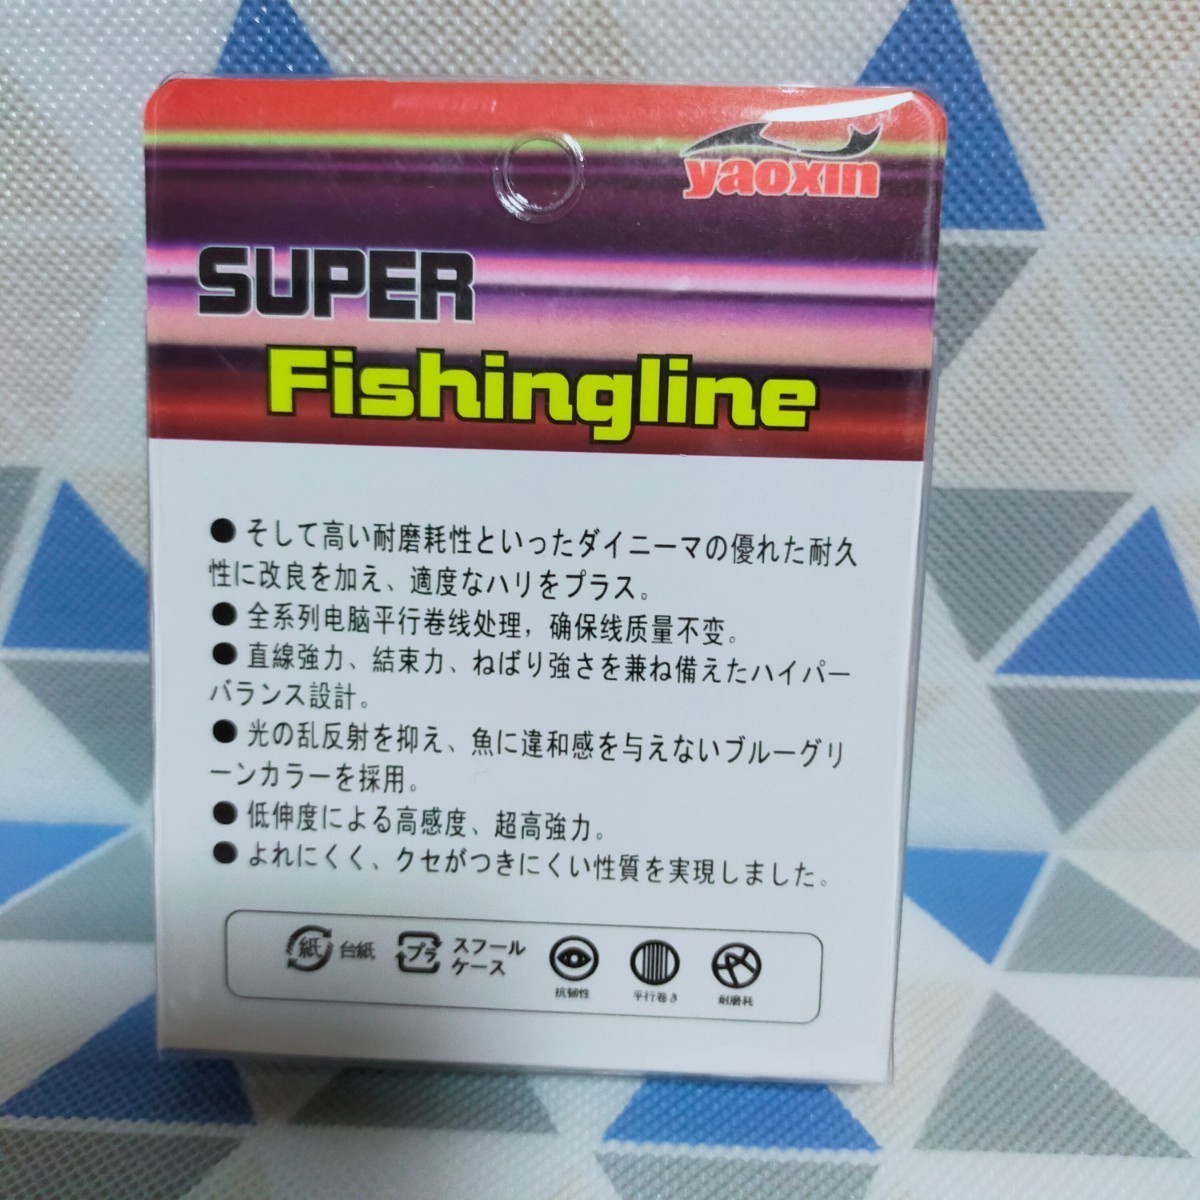 yaoxin
SUPER
Fishingline
● そして高い耐磨耗性といったダイニーマの優れた耐久
性に改良を加え、適度なハリをプラス。
● 全系列电脑平行卷线处理，确保线质量不变。
● 直線強力、結束力、ねばり強さを兼ね備えたハイパー
バランス設計。
● 光の乱反射を抑え、魚に違和感を与えないブルーグリ
ーンカラーを採用。
● 低伸度による高感度、超高強力。
● よれにくく、クセがつきにくい性質を実現しました。
紙 台紙 プラ スフール
ケース
抗韧性 平行巻き 耐磨耗